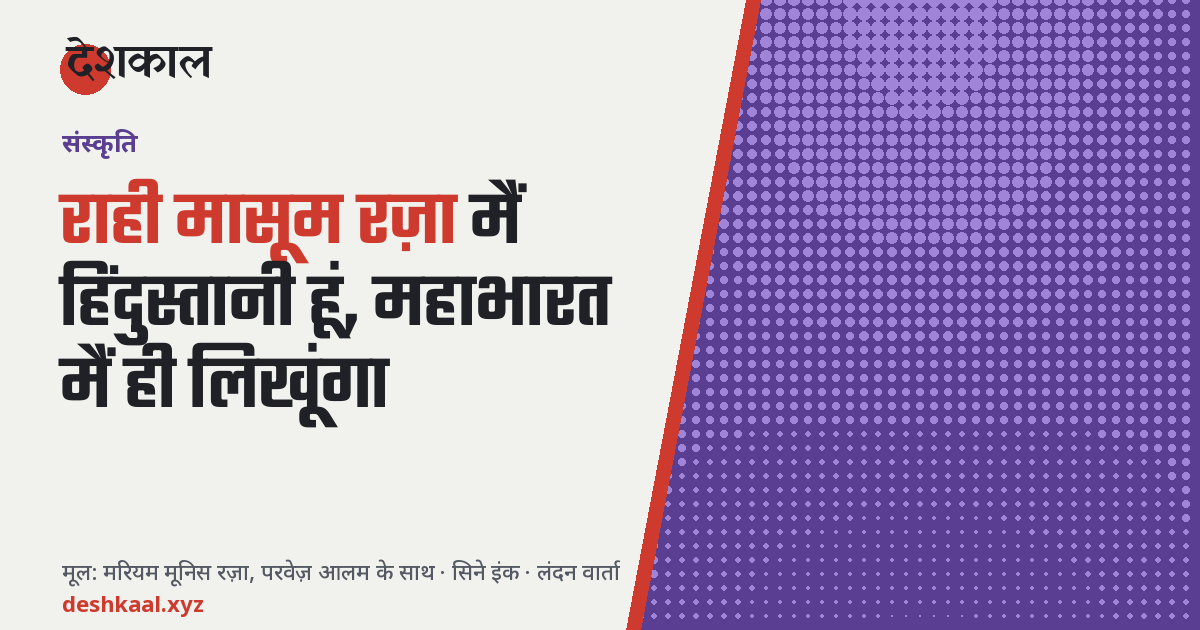 देशकाल
संस्कृति
राही मासूम रज़ा मैं
हिंदुस्तानी हूं, महाभारत
मैं ही लिखूंगा
मूल: मरियम मूनिस रज़ा, परवेज़ आलम के साथ · सिने इंक · लंदन वार्ता
deshkaal.xyz